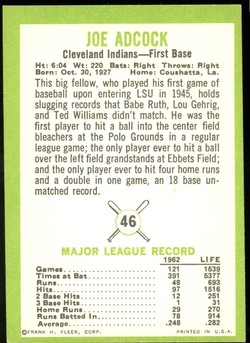 JOE ADCOCK
Cleveland Indians—First Base
Ht: 6:04 Wt: 220 Bats: Right Throws: Right
Born: Oct. 30, 1927 Home: Coushatta, La.
This big fellow, who played his first game of
baseball upon entering LSU in 1945, holds
slugging records that Babe Ruth, Lou Gehrig, and
Ted Williams didn't match. He was the
first player to hit a ball into the center field
bleachers at the Polo Grounds in a regular
league game; the only player ever to hit a ball
over the left field grandstands at Ebbets Field;
and the only player ever to hit four home runs
and a double in one game, an 18 base un-
matched record.
46
MAJOR LEAGUE RECORD
1962 LIFE
Games: 121 1539
Times at Bat 391 5377
Runs 48 693
Hits 97 1516
2 Base Hits 12 251
3 Base Hits 0 31
Home Runs 29 270
Runs Batted In 78 914
Average .248 .282
©FRANK H. FLEER, CORP. PRINTED IN U.S.A.